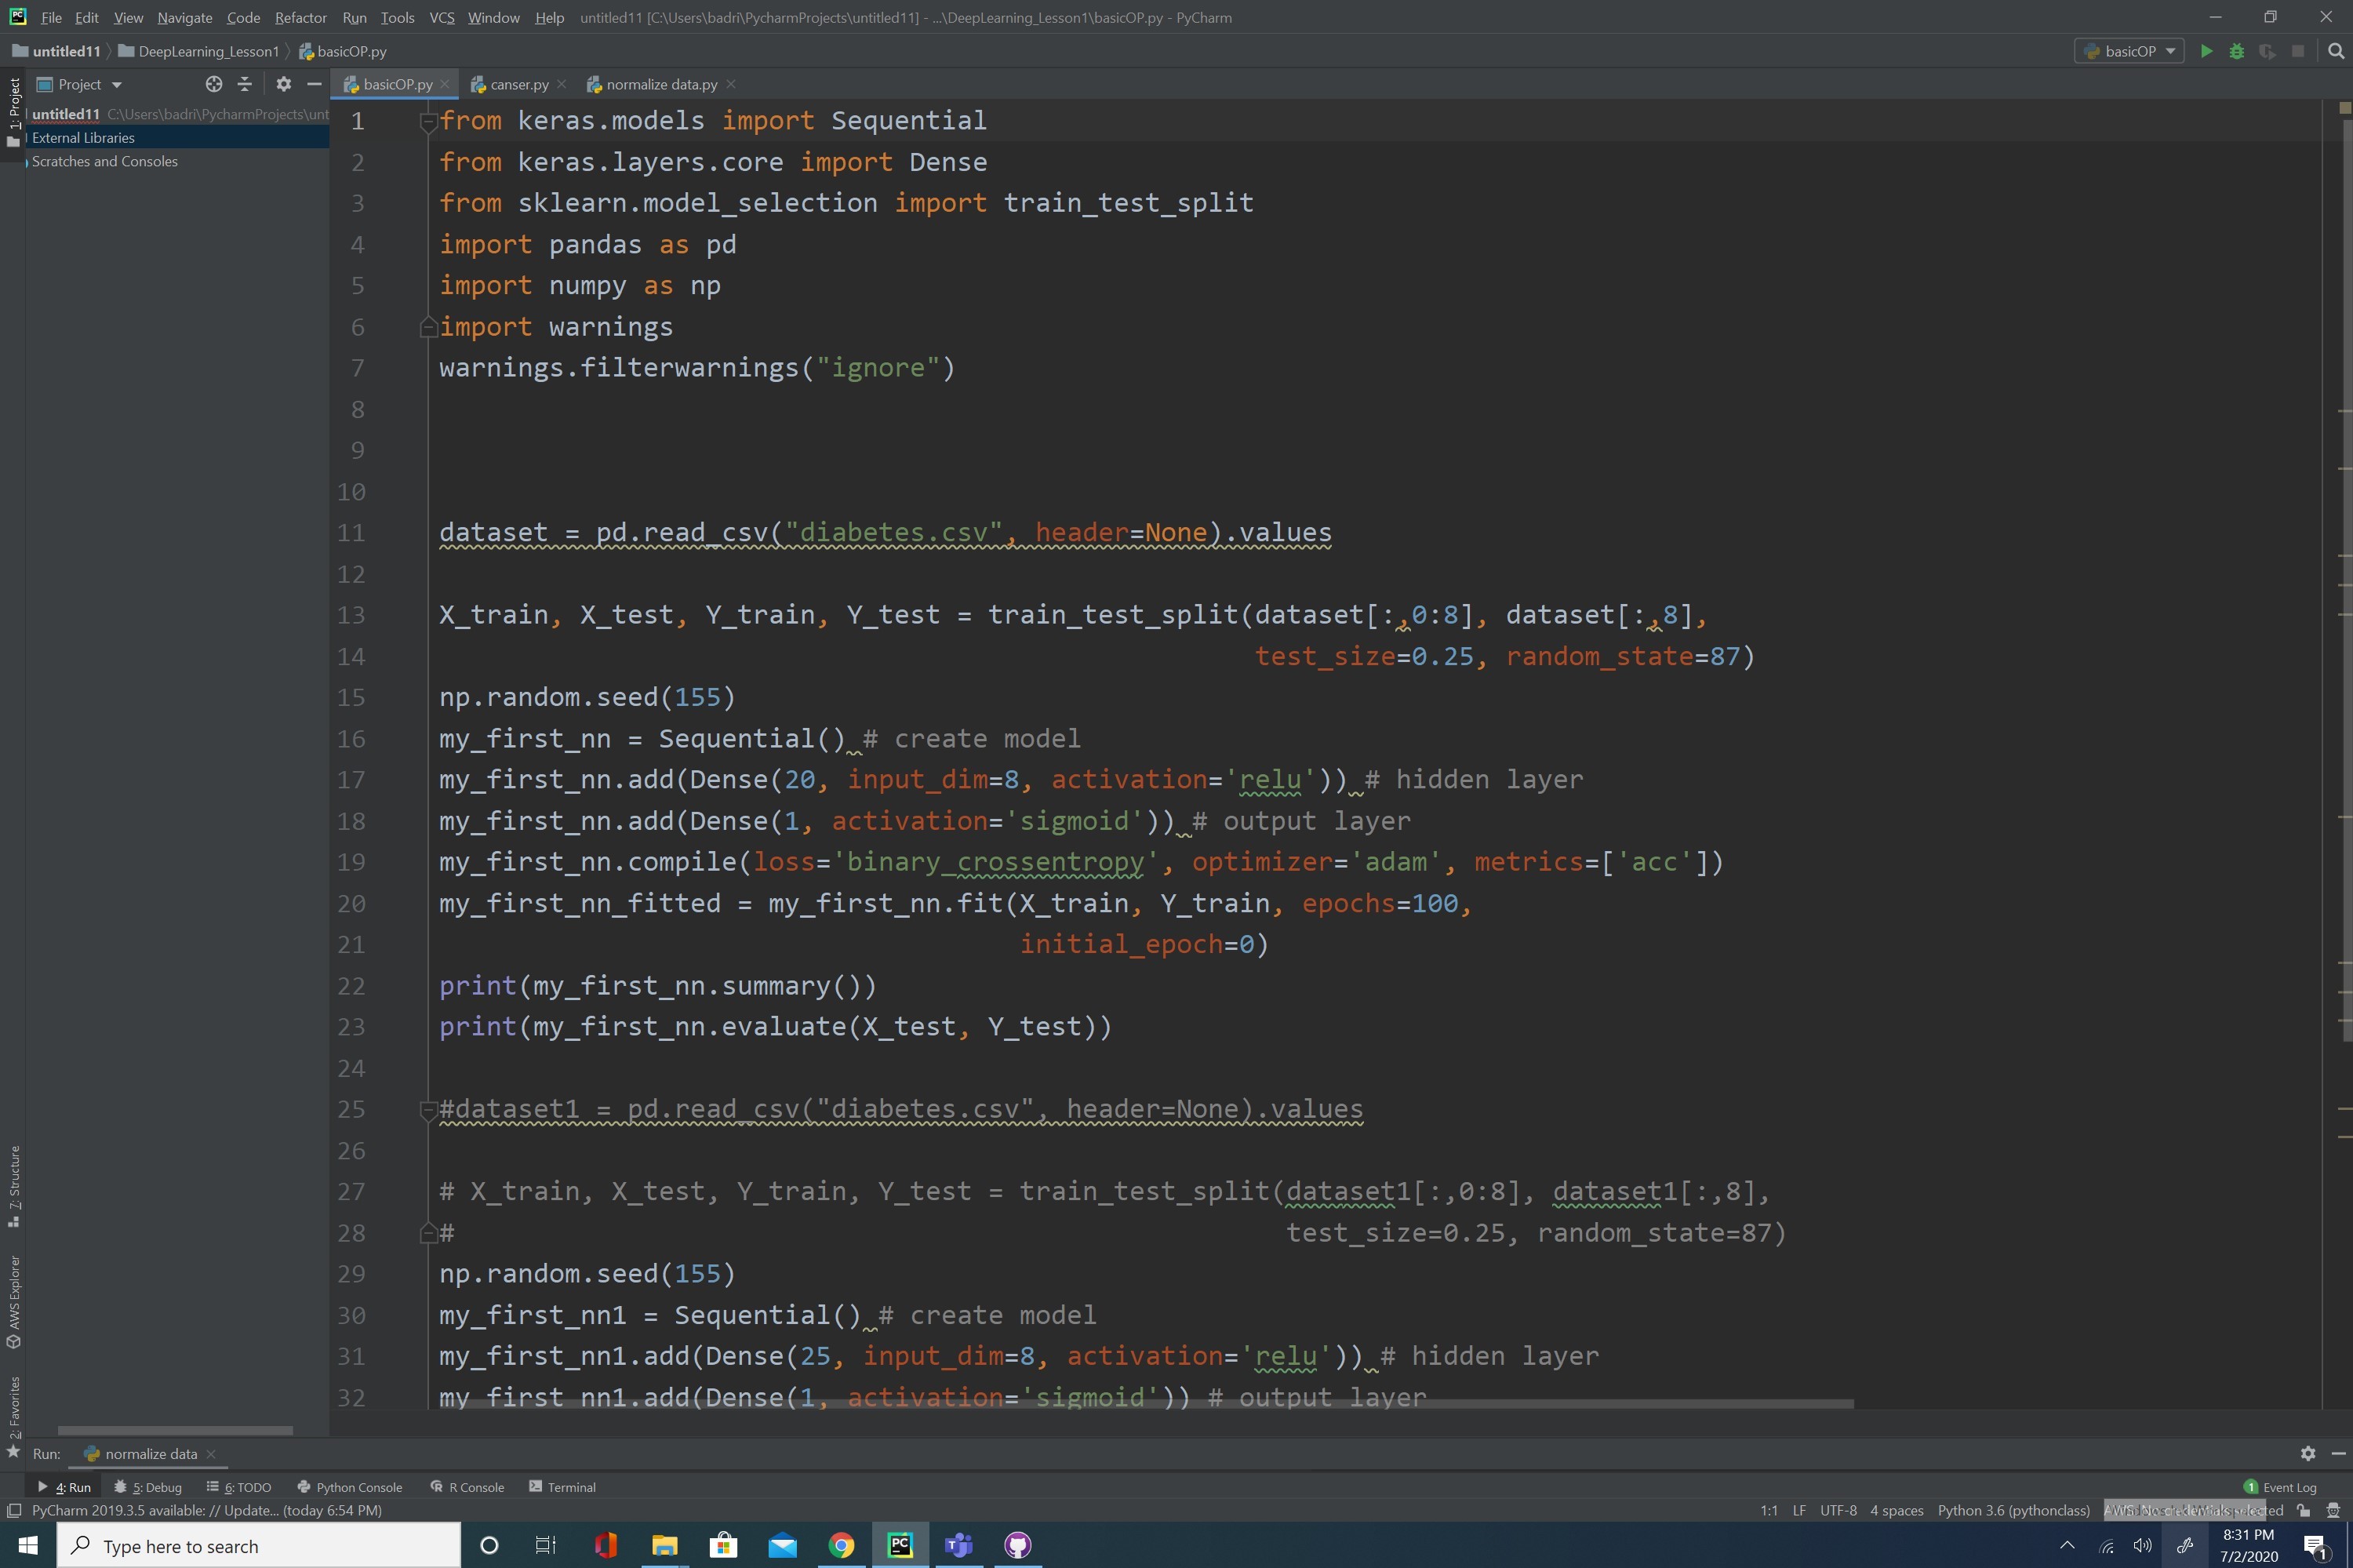 File Edit View Navigate Code Refactor Run Tools VCS Window Help untitled11 [C:\Users\badri\PycharmProjects\untitled11] - ...\DeepLearning_Lesson1\basicOP.py - PyCharm
untitled11 DeepLearning_Lesson1 basicOP.py basicOP
Project basicOP.py canser.py normalize data.py
1: Project
untitled11 C:\Users\badri\PycharmProjects\unt
External Libraries
Scratches and Consoles
1 from keras.models import Sequential
2 from keras.layers.core import Dense
3 from sklearn.model_selection import train_test_split
4 import pandas as pd
5 import numpy as np
6 import warnings
7 warnings.filterwarnings("ignore")
8
9
10
11 dataset = pd.read_csv("diabetes.csv", header=None).values
12
13 X_train, X_test, Y_train, Y_test = train_test_split(dataset[:,0:8], dataset[:,8],
14 test_size=0.25, random_state=87)
15 np.random.seed(155)
16 my_first_nn = Sequential() # create model
17 my_first_nn.add(Dense(20, input_dim=8, activation='relu')) # hidden layer
18 my_first_nn.add(Dense(1, activation='sigmoid')) # output layer
19 my_first_nn.compile(loss='binary_crossentropy', optimizer='adam', metrics=['acc'])
20 my_first_nn_fitted = my_first_nn.fit(X_train, Y_train, epochs=100,
21 initial_epoch=0)
22 print(my_first_nn.summary())
23 print(my_first_nn.evaluate(X_test, Y_test))
24
25 #dataset1 = pd.read_csv("diabetes.csv", header=None).values
26
27 # X_train, X_test, Y_train, Y_test = train_test_split(dataset1[:,0:8], dataset1[:,8],
28 # test_size=0.25, random_state=87)
29 np.random.seed(155)
30 my_first_nn1 = Sequential() # create model
31 my_first_nn1.add(Dense(25, input_dim=8, activation='relu')) # hidden layer
32 my_first_nn1.add(Dense(1, activation='sigmoid')) # output layer
7: Structure
AWS Explorer
2: Favorites
Run: normalize data
4: Run 5: Debug 6: TODO Python Console R Console Terminal 1 Event Log
PyCharm 2019.3.5 available: // Update... (today 6:54 PM) 1:1 LF UTF-8 4 spaces Python 3.6 (pythonclass)
Type here to search
8:31 PM
7/2/2020
1